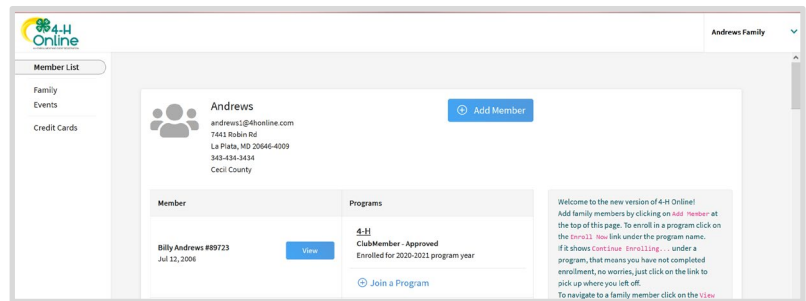 4-H
Online
Andrews Family
Member List
Family
Events
Credit Cards
Andrews
andrews1@4honline.com
7441 Robin Rd
La Plata, MD 20646-4009
343-434-3434
Cecil County
Add Member
Member
Programs
Billy Andrews #89723
Jul 12, 2006
View
4-H
ClubMember - Approved
Enrolled for 2020-2021 program year
Join a Program
Welcome to the new version of 4-H Online!
Add family members by clicking on Add Member at
the top of this page. To enroll in a program click on
the Enroll Now link under the program name.
If it shows Continue Enrolling... under a
program, that means you have not completed
enrollment, no worries, just click on the link to
pick up where you left off.
To navigate to a family member click on the View